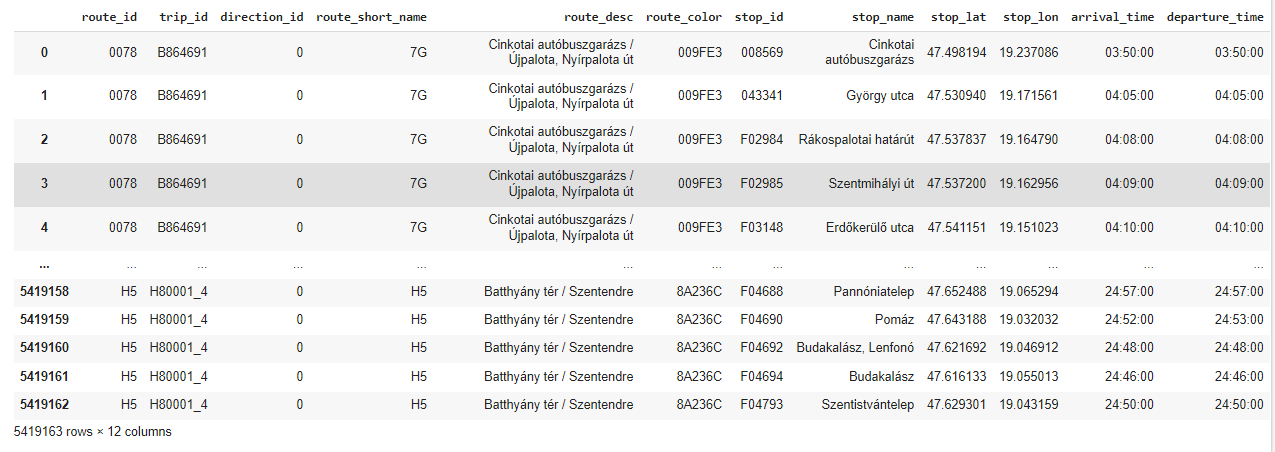 route_id trip_id direction_id route_short_name route_desc route_color stop_id stop_name stop_lat stop_lon arrival_time departure_time
0 0078 B864691 0 7G Cinkotai autóbuszgarázs / Újpalota, Nyírpalota út 009FE3 008569 Cinkotai autóbuszgarázs 47.498194 19.237086 03:50:00 03:50:00
1 0078 B864691 0 7G Cinkotai autóbuszgarázs / Újpalota, Nyírpalota út 009FE3 043341 György utca 47.530940 19.171561 04:05:00 04:05:00
2 0078 B864691 0 7G Cinkotai autóbuszgarázs / Újpalota, Nyírpalota út 009FE3 F02984 Rákospalotai határút 47.537837 19.164790 04:08:00 04:08:00
3 0078 B864691 0 7G Cinkotai autóbuszgarázs / Újpalota, Nyírpalota út 009FE3 F02985 Szentmihályi út 47.537200 19.162956 04:09:00 04:09:00
4 0078 B864691 0 7G Cinkotai autóbuszgarázs / Újpalota, Nyírpalota út 009FE3 F03148 Erdőkerülő utca 47.541151 19.151023 04:10:00 04:10:00
... ... ... ... ... ... ... ... ... ... ... ... ...
5419158 H5 H80001_4 0 H5 Batthyány tér / Szentendre 8A236C F04688 Pannóniatelep 47.652488 19.065294 24:57:00 24:57:00
5419159 H5 H80001_4 0 H5 Batthyány tér / Szentendre 8A236C F04690 Pomáz 47.643188 19.032032 24:52:00 24:53:00
5419160 H5 H80001_4 0 H5 Batthyány tér / Szentendre 8A236C F04692 Budakalász, Lenfonó 47.621692 19.046912 24:48:00 24:48:00
5419161 H5 H80001_4 0 H5 Batthyány tér / Szentendre 8A236C F04694 Budakalász 47.616133 19.055013 24:46:00 24:46:00
5419162 H5 H80001_4 0 H5 Batthyány tér / Szentendre 8A236C F04793 Szentistvántelep 47.629301 19.043159 24:50:00 24:50:00
5419163 rows × 12 columns